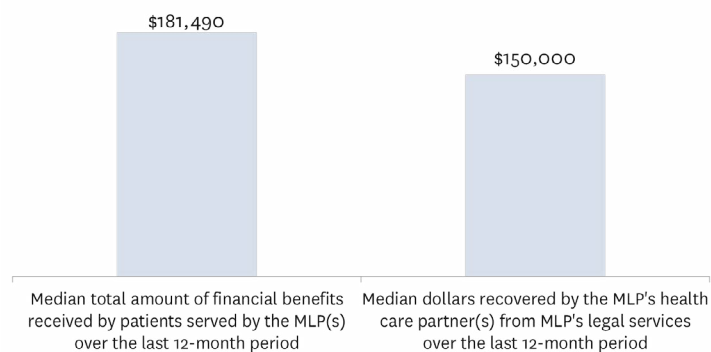 $181,490
$150,000
Median total amount of financial benefits
received by patients served by the MLP(s)
over the last 12-month period
Median dollars recovered by the MLP's health
care partner(s) from MLP's legal services
over the last 12-month period